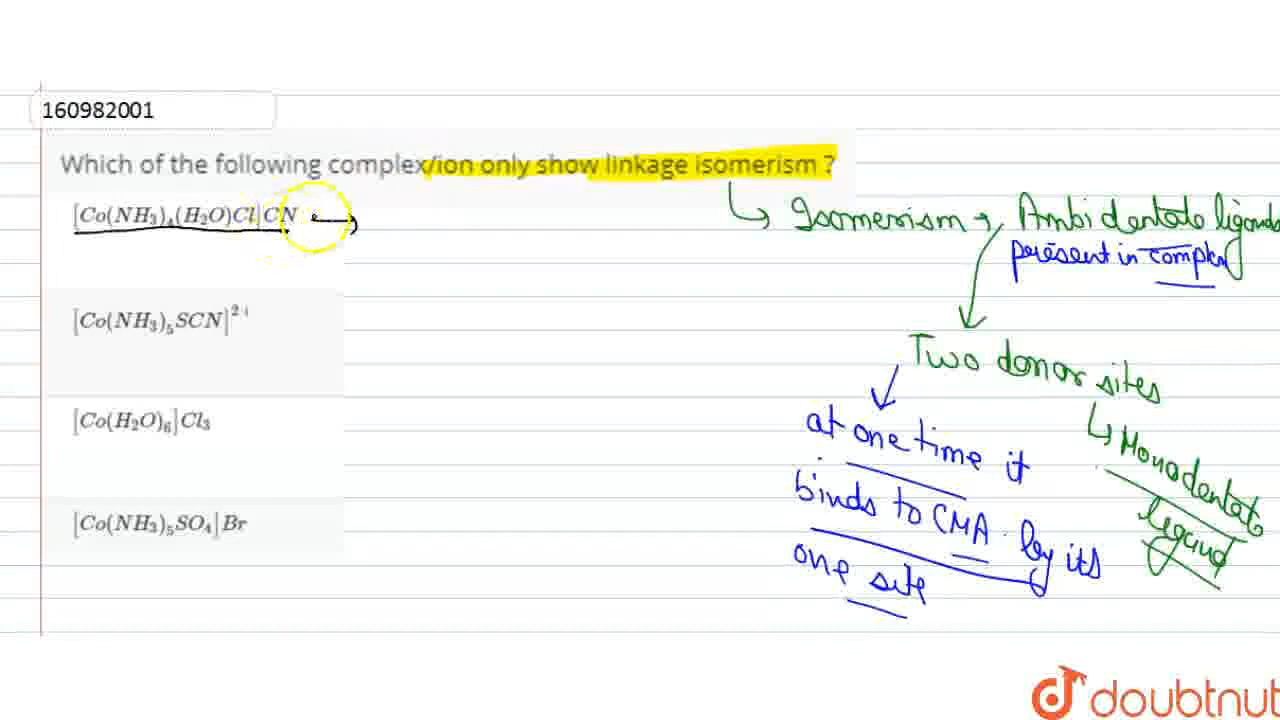 160982001
Which of the following complex/ion only show linkage isomerism ?
[Co(NH₃)₄(H₂O)Cl]CN
[Co(NH₃)₅SCN]²⁺
[Co(H₂O)₆]Cl₃
[Co(NH₃)₅SO₄]Br
Isomerism → Ambidentate ligands
present in complex
Two donor sites
Monodentate
ligand
at one time it
binds to CMA by its
one site
doubtnut